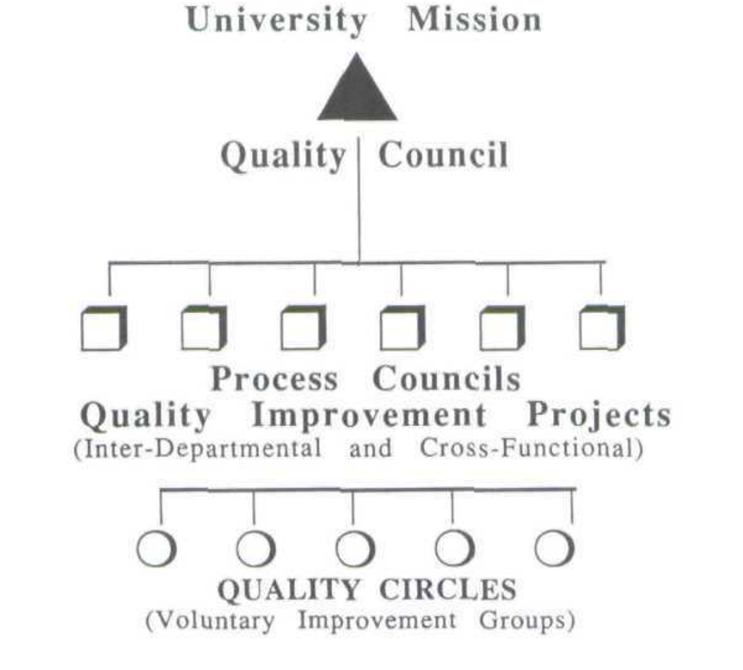 University Mission
Quality Council
Process Councils
Quality Improvement Projects
(Inter-Departmental and Cross-Functional)
QUALITY CIRCLES
(Voluntary Improvement Groups)